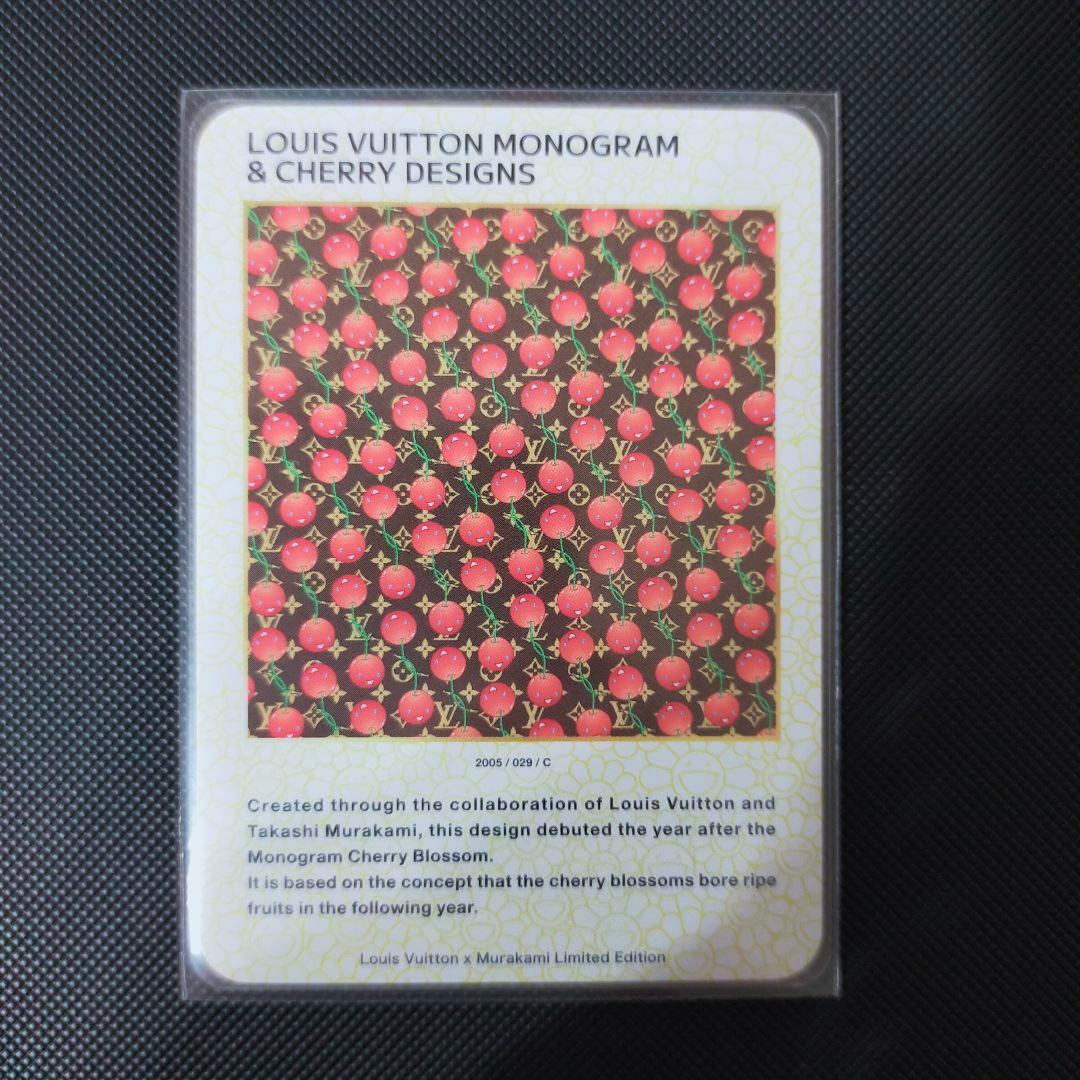 LOUIS VUITTON MONOGRAM
& CHERRY DESIGNS
2005 / 029 / C
Created through the collaboration of Louis Vuitton and
Takashi Murakami, this design debuted the year after the
Monogram Cherry Blossom.
It is based on the concept that the cherry blossoms bore ripe
fruits in the following year.
Louis Vuitton x Murakami Limited Edition